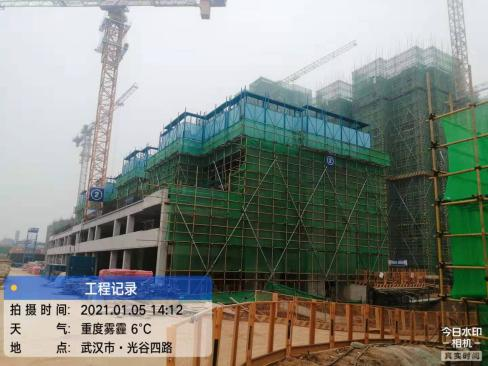 ②
②
工程记录
拍摄时间: 2021.01.05 14:12
天 气: 重度雾霾 6℃
地 点: 武汉市·光谷四路
今日水印
相机
真实时间